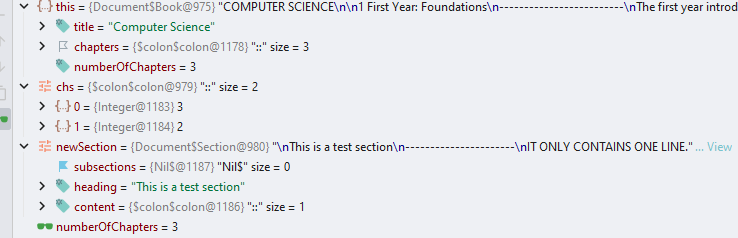 this = {Document$Book@975} "COMPUTER SCIENCE\n\n1 First Year: Foundations\n-------------------------\nThe first year introd
title = "Computer Science"
chapters = {$colon$colon@1178} "::" size = 3
numberOfChapters = 3
chs = {$colon$colon@979} "::" size = 2
0 = {Integer@1183} 3
1 = {Integer@1184} 2
newSection = {Document$Section@980} "\nThis is a test section\n----------------------\nIT ONLY CONTAINS ONE LINE." ... View
subsections = {Nil$@1187} "Nil$" size = 0
heading = "This is a test section"
content = {$colon$colon@1186} "::" size = 1
numberOfChapters = 3